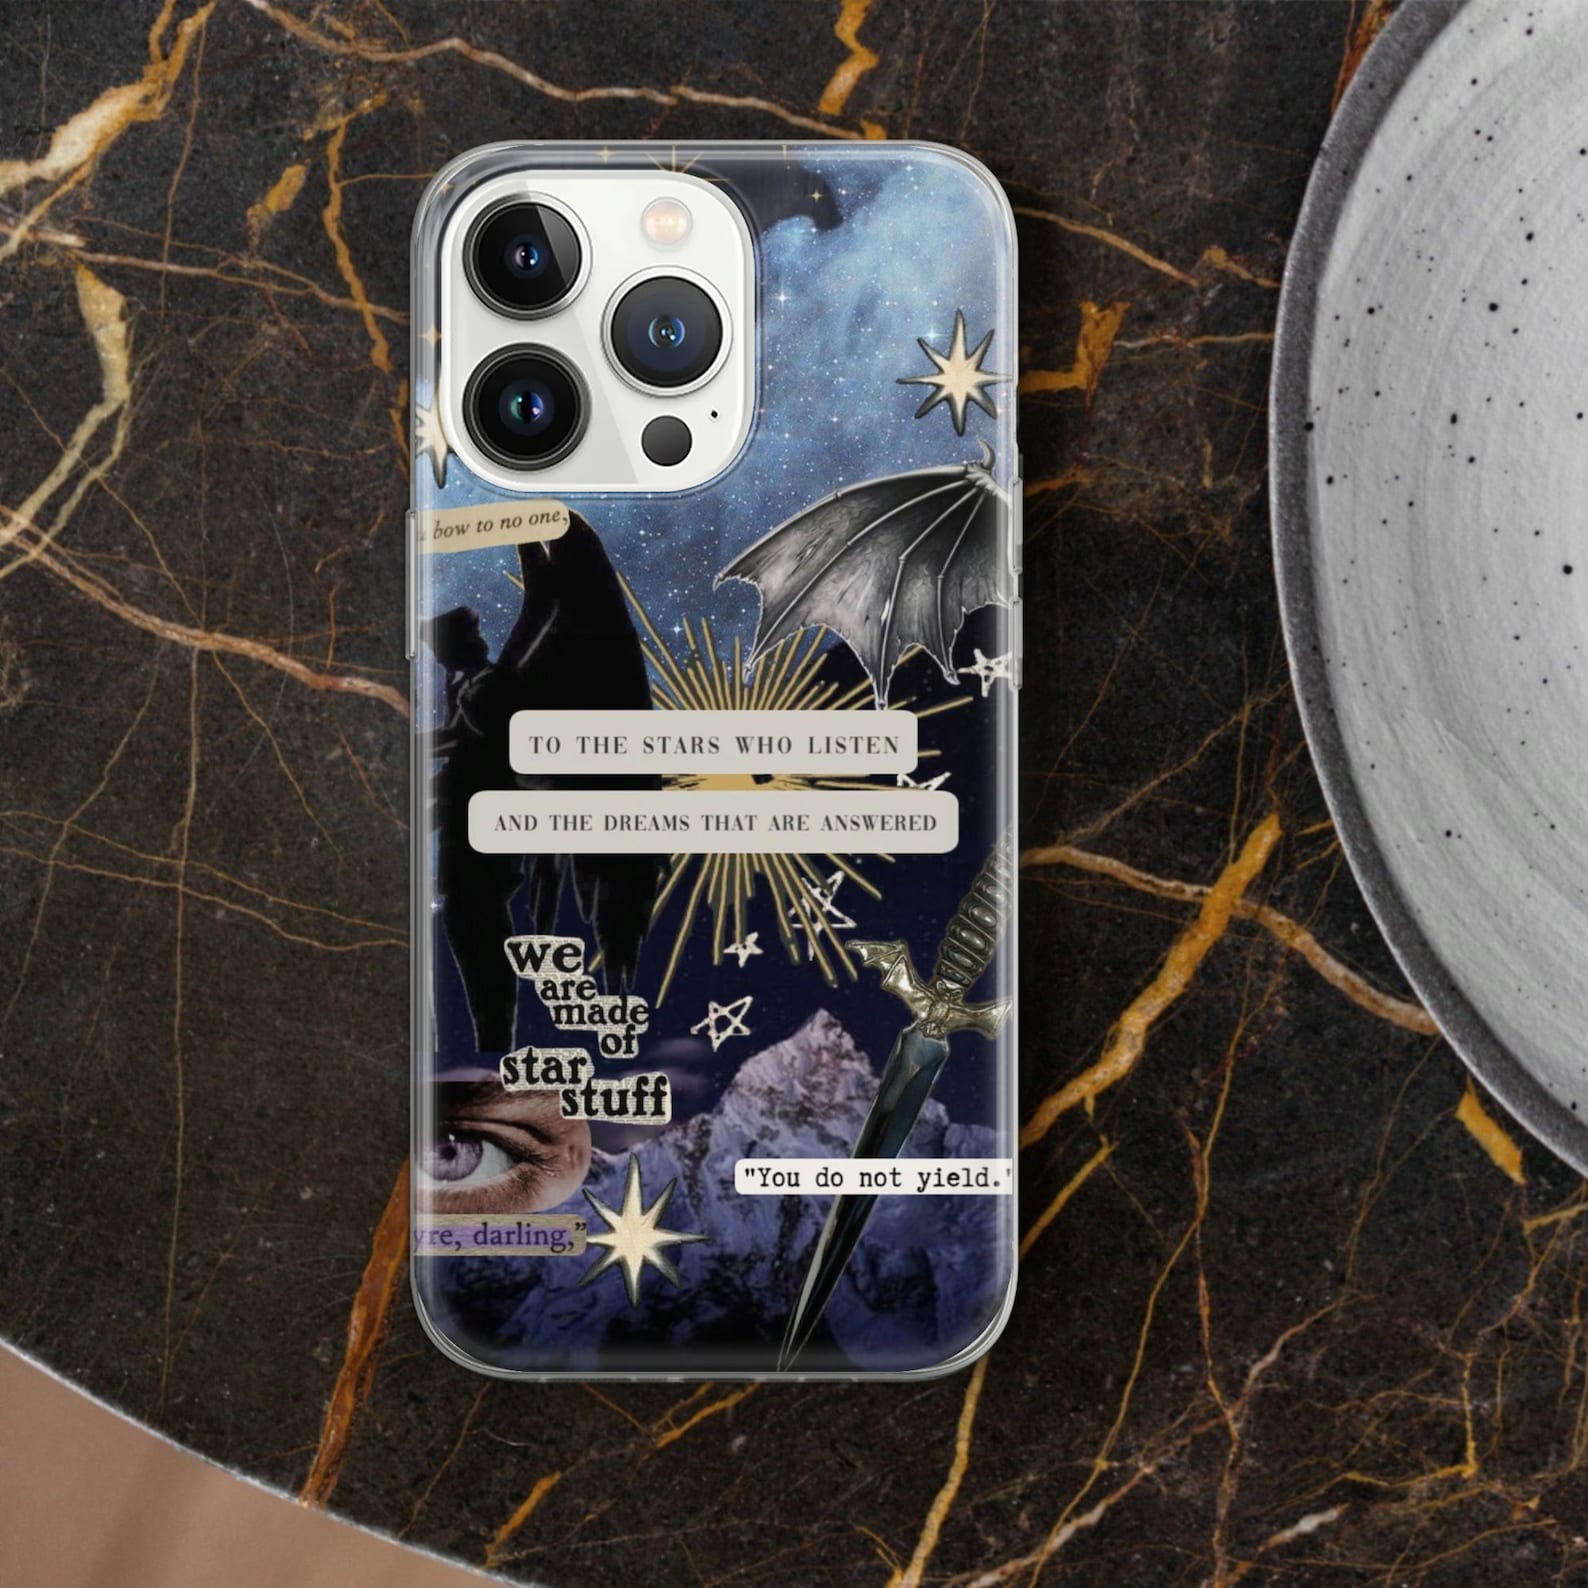 bow to no one,
TO THE STARS WHO LISTEN
AND THE DREAMS THAT ARE ANSWERED
we
are
made
of
star
stuff
"You do not yield."
yre, darling,”